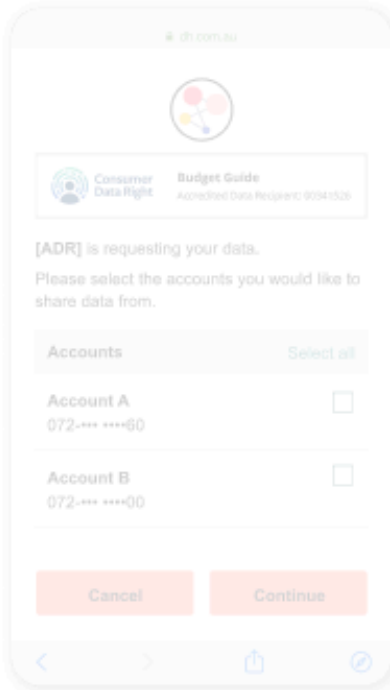 dh.com.au
Consumer
Data Right
Budget Guide
Accredited Data Recipient: 00341526
[ADR] is requesting your data.
Please select the accounts you would like to
share data from.
Accounts
Select all
Account A
072-••• ••••60
Account B
072-••• ••••00
Cancel
Continue